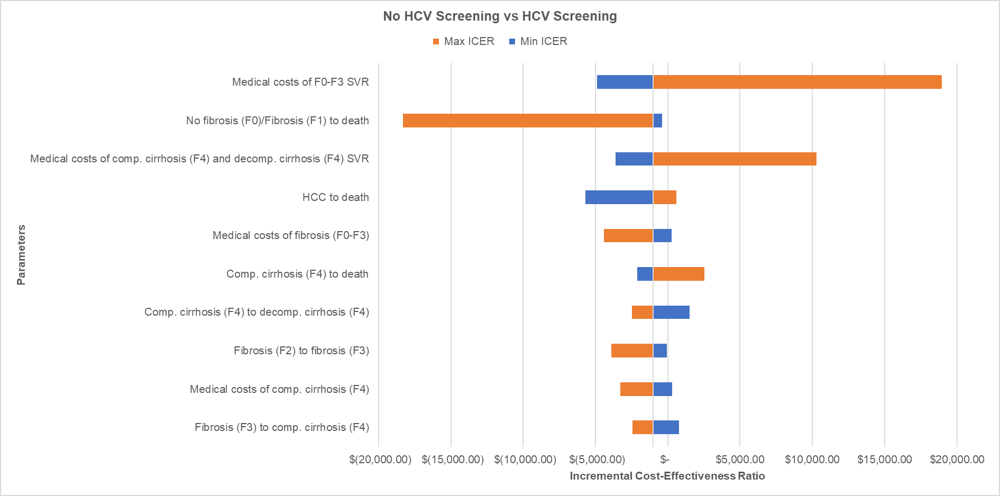 No HCV Screening vs HCV Screening
Max ICER
Min ICER
Medical costs of F0-F3 SVR
No fibrosis (F0)/Fibrosis (F1) to death
Medical costs of comp. cirrhosis (F4) and decomp. cirrhosis (F4) SVR
HCC to death
Medical costs of fibrosis (F0-F3)
Comp. cirrhosis (F4) to death
Comp. cirrhosis (F4) to decomp. cirrhosis (F4)
Fibrosis (F2) to fibrosis (F3)
Medical costs of comp. cirrhosis (F4)
Fibrosis (F3) to comp. cirrhosis (F4)
Parameters
$(20,000.00) $(15,000.00) $(10,000.00) $(5,000.00) $- $5,000.00 $10,000.00 $15,000.00 $20,000.00
Incremental Cost-Effectiveness Ratio